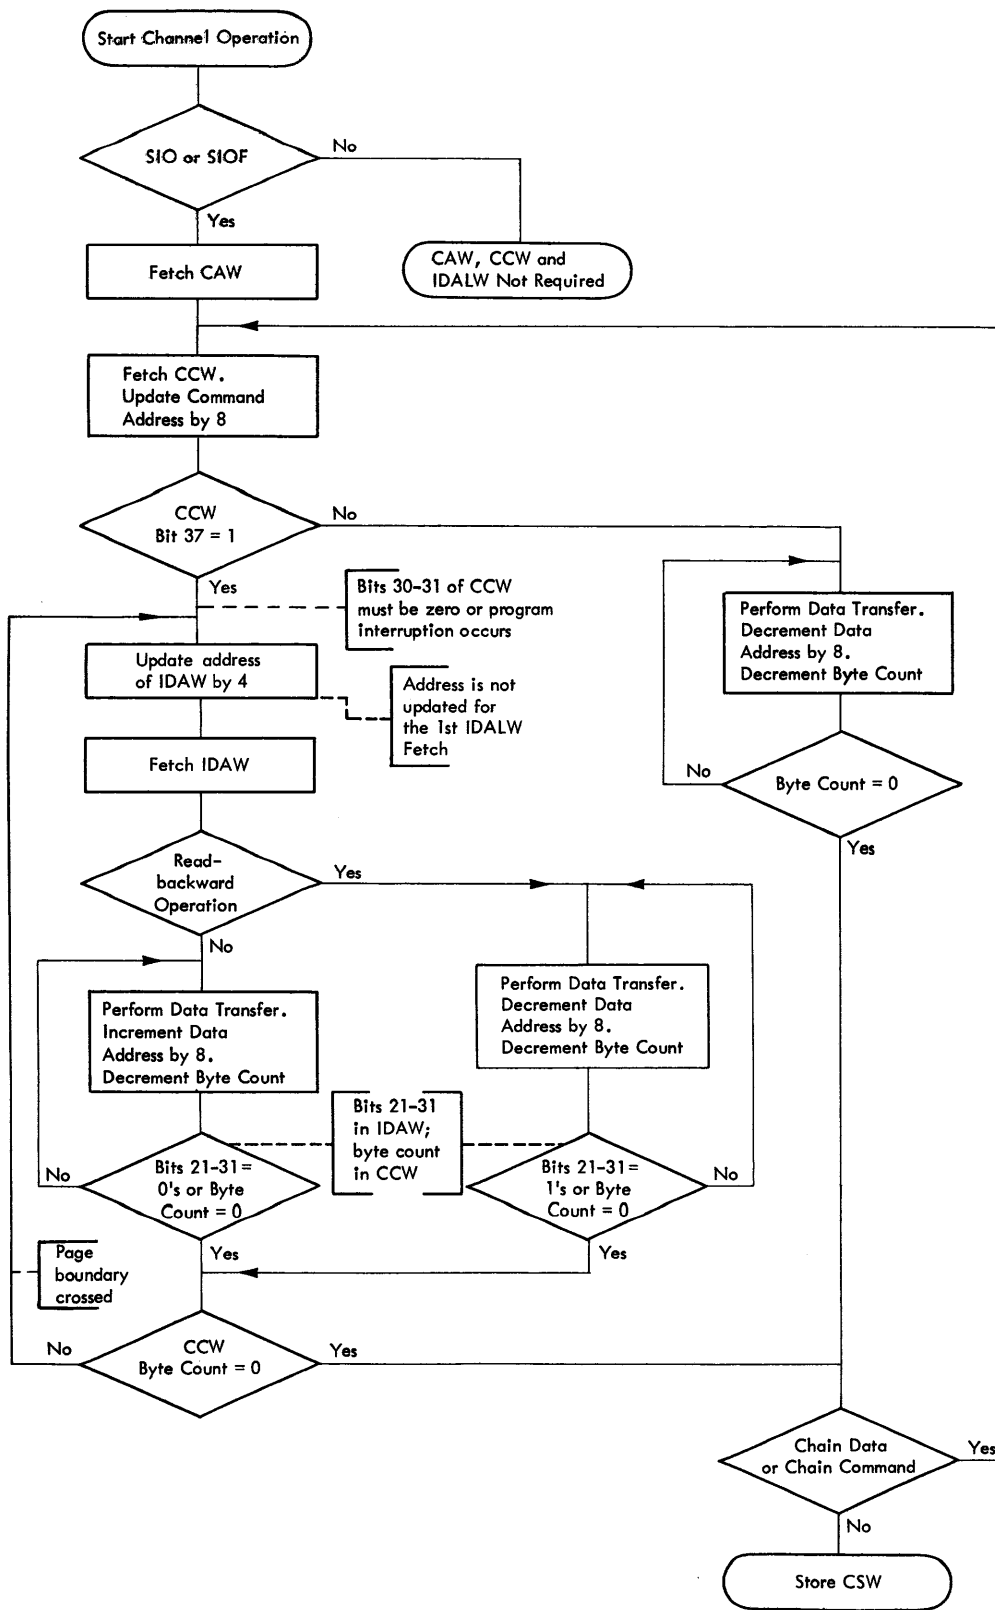 Start Channel Operation
SIO or SIOF
No
Yes
Fetch CAW
CAW, CCW and
IDALW Not Required
Fetch CCW.
Update Command
Address by 8
CCW
Bit 37 = 1
No
Yes
Bits 30-31 of CCW
must be zero or program
interruption occurs
Perform Data Transfer.
Decrement Data
Address by 8.
Decrement Byte Count
Update address
of IDAW by 4
Address is not
updated for
the 1st IDALW
Fetch
Fetch IDAW
No
Byte Count = 0
Yes
Read-
backward
Operation
Yes
No
Perform Data Transfer.
Increment Data
Address by 8.
Decrement Byte Count
Perform Data Transfer.
Decrement Data
Address by 8.
Decrement Byte Count
Bits 21-31
in IDAW;
byte count
in CCW
No
Bits 21-31=
0's or Byte
Count = 0
Yes
Bits 21-31=
1's or Byte
Count = 0
No
Yes
Page
boundary
crossed
No
CCW
Byte Count = 0
Yes
Chain Data
or Chain Command
Yes
No
Store CSW